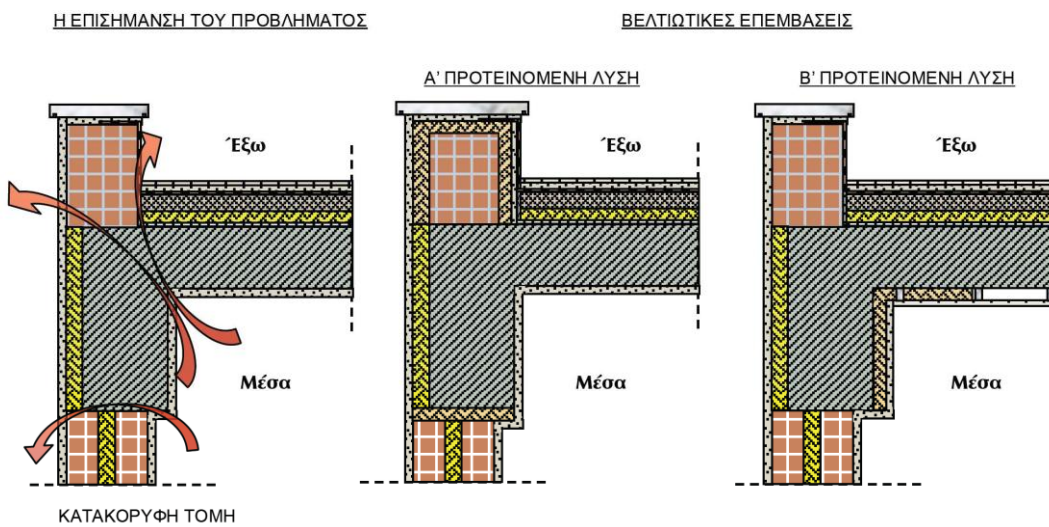 Η ΕΠΙΣΗΜΑΝΣΗ ΤΟΥ ΠΡΟΒΛΗΜΑΤΟΣ
ΒΕΛΤΙΩΤΙΚΕΣ ΕΠΕΜΒΑΣΕΙΣ
Α' ΠΡΟΤΕΙΝΟΜΕΝΗ ΛΥΣΗ
Β' ΠΡΟΤΕΙΝΟΜΕΝΗ ΛΥΣΗ
Έξω
Έξω
Έξω
Μέσα
Μέσα
Μέσα
ΚΑΤΑΚΟΡΥΦΗ ΤΟΜΗ